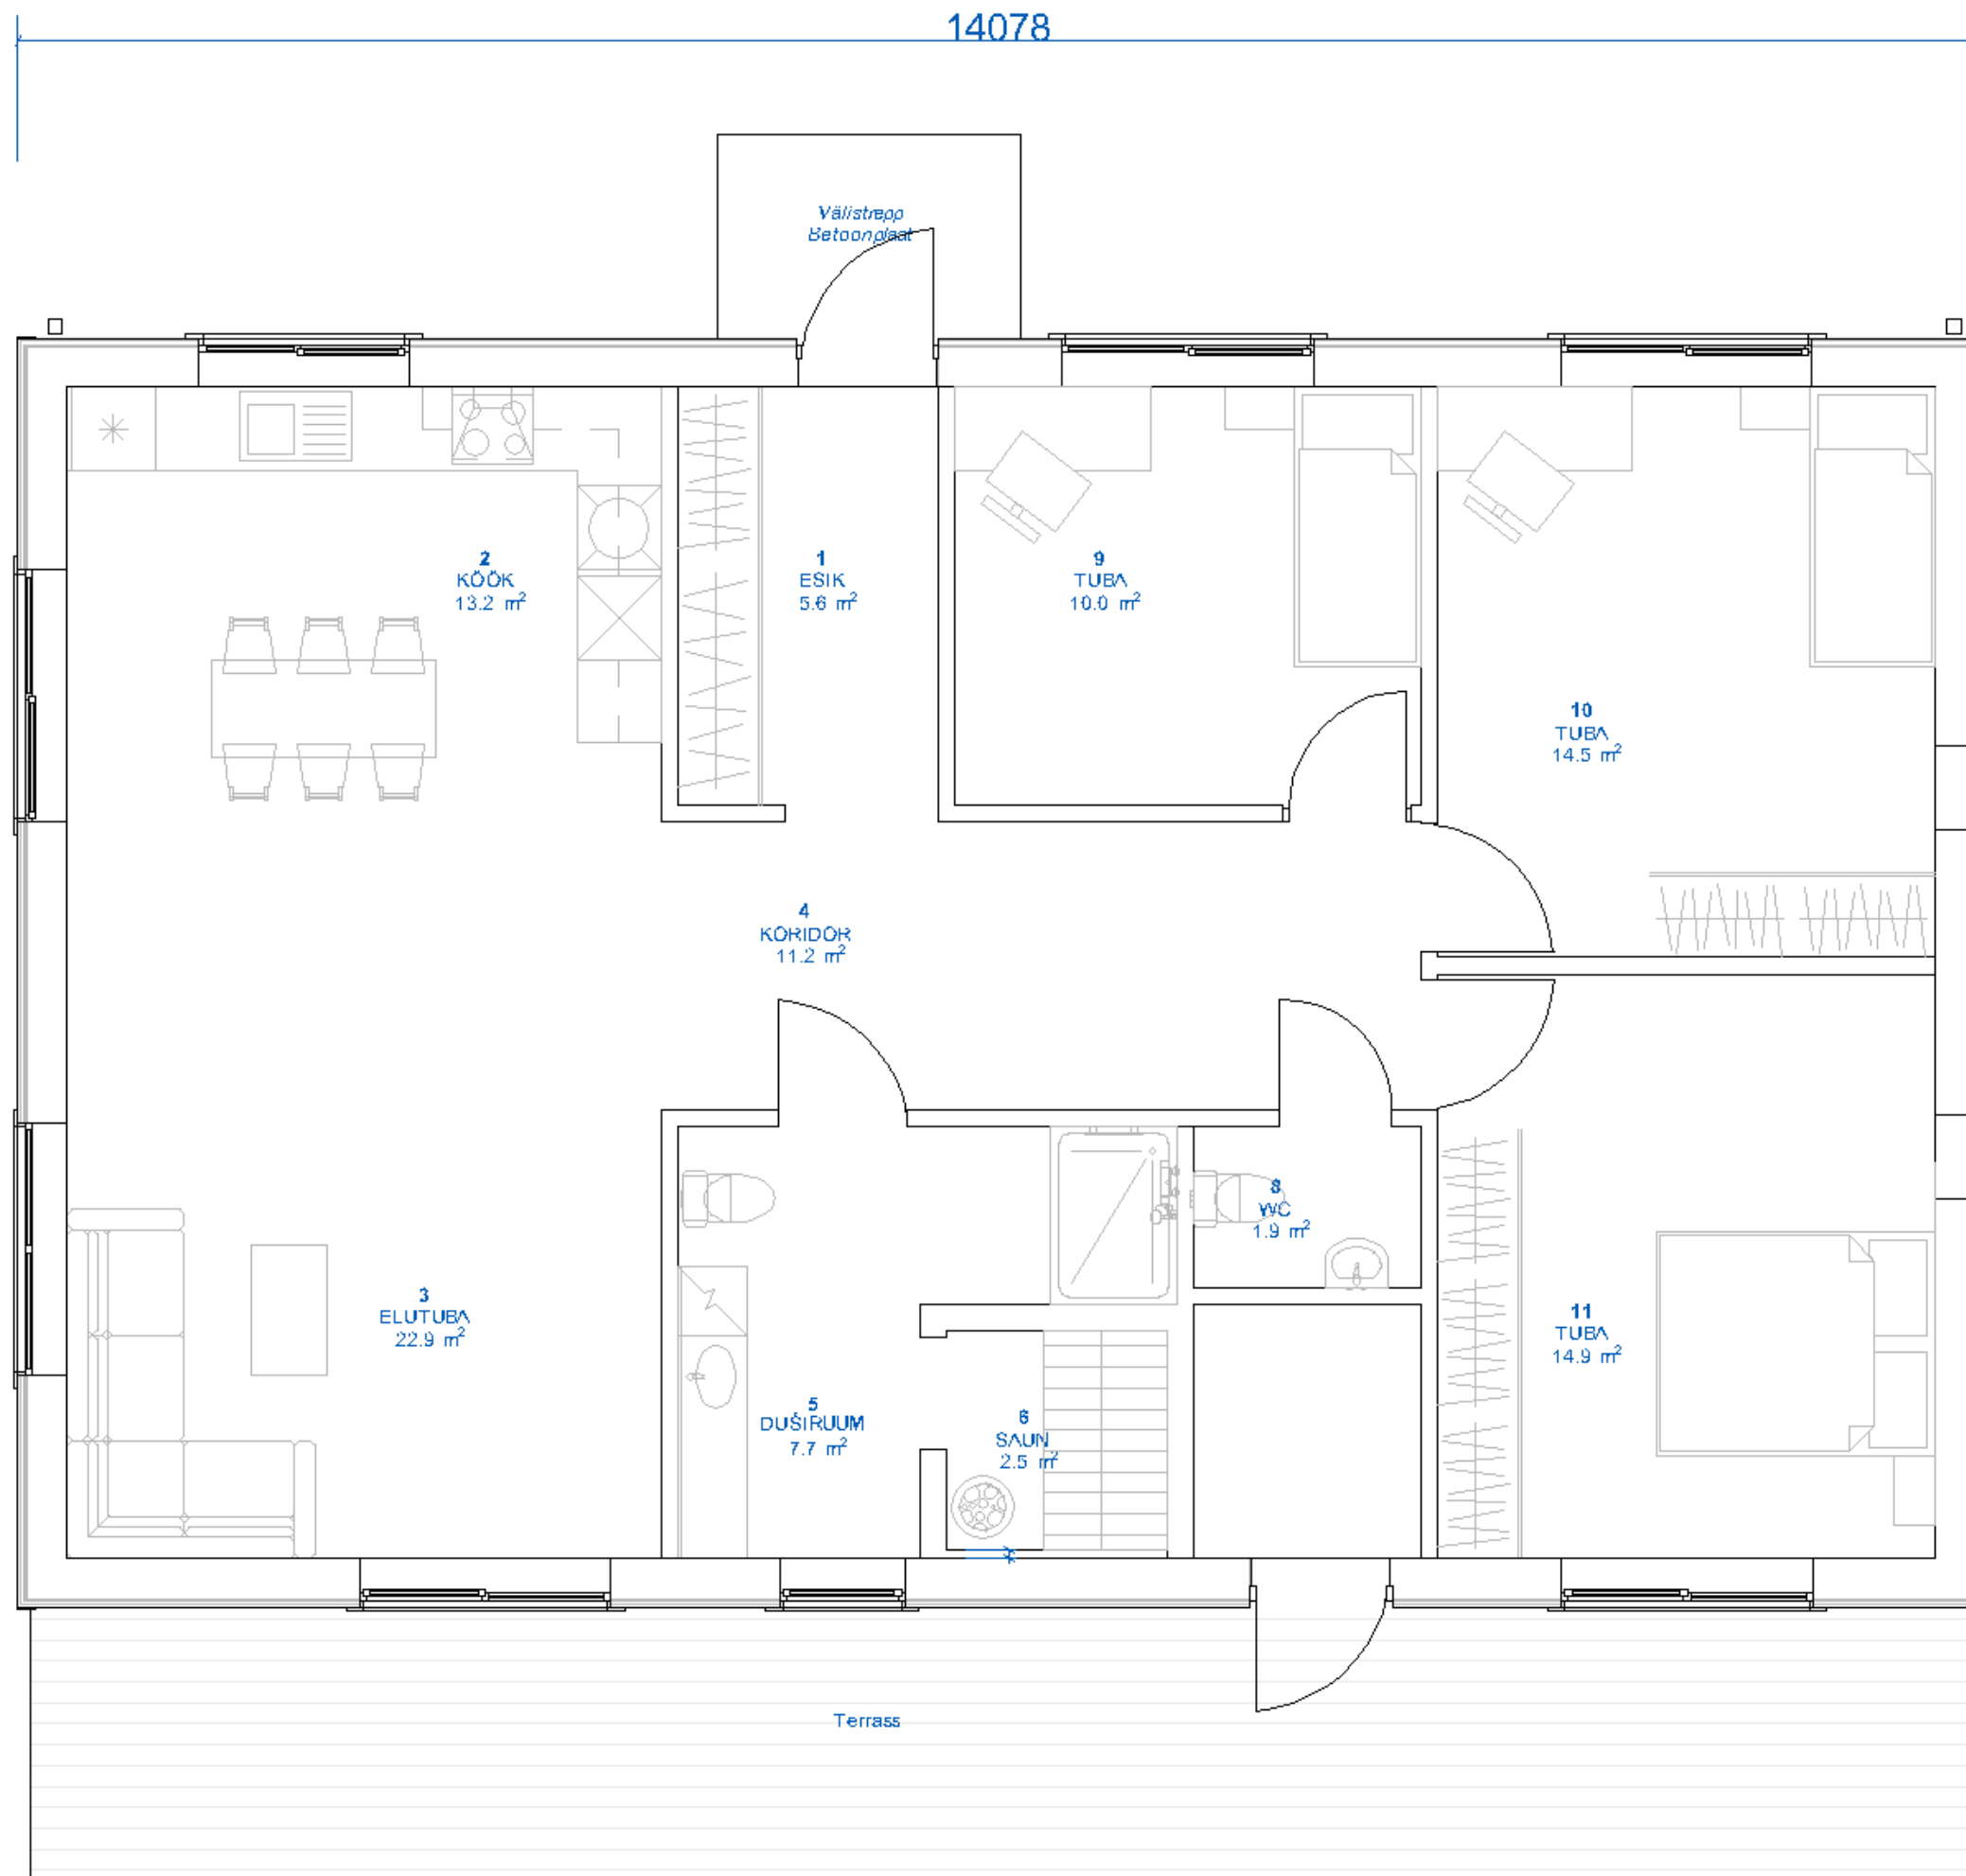 14078
Välistrepp
Betoonplaat
2
KÖÖK
13.2 m²
1
ESIK
5.6 m²
9
TUBA
10.0 m²
10
TUBA
14.5 m²
4
KORIDOR
11.2 m²
8
WC
1.9 m²
3
ELUTUBA
22.9 m²
11
TUBA
14.9 m²
5
DUŠIRUUM
7.7 m²
6
SAUN
2.5 m²
Terrass